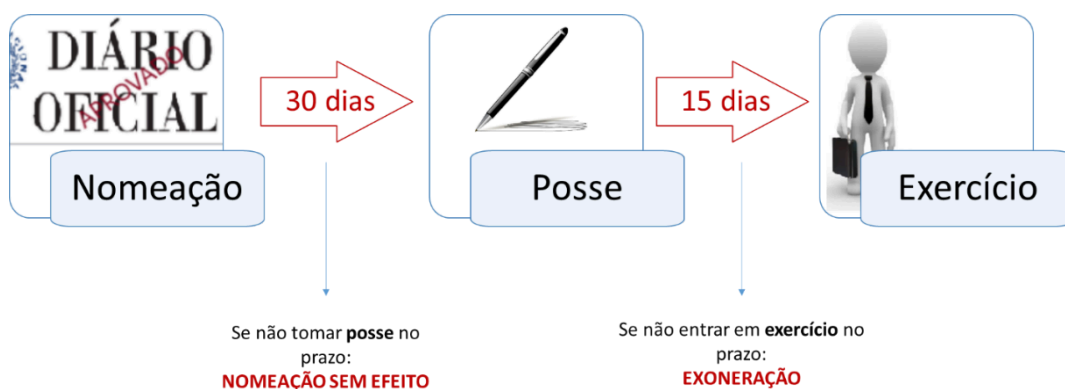 DIÁRIO
OFICIAL
APROVADO
30 dias
15 dias
Nomeação
Posse
Exercício
Se não tomar posse no
prazo:
NOMEAÇÃO SEM EFEITO
Se não entrar em exercício no
prazo:
EXONERAÇÃO